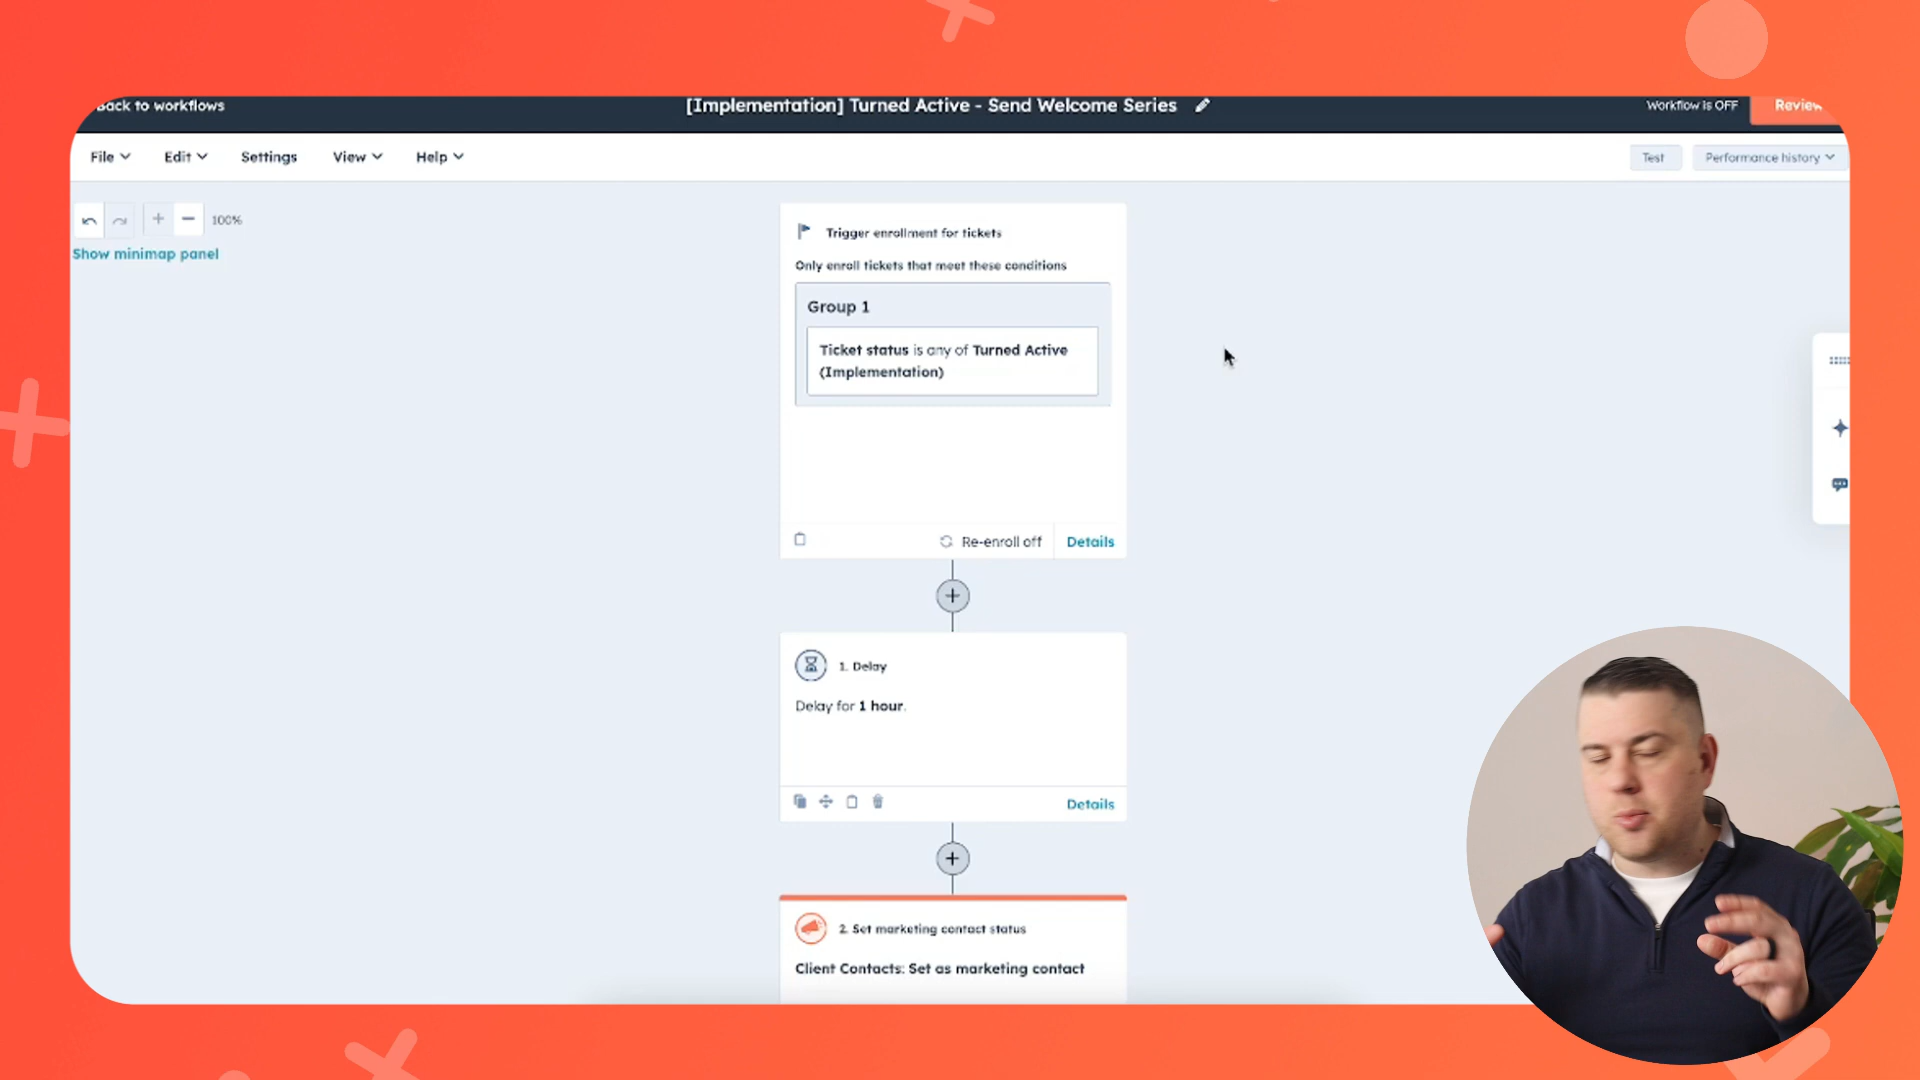 Back to workflows
[Implementation] Turned Active - Send Welcome Series
Workflow is OFF
Review
File
Edit
Settings
View
Help
Test
Performance history
100%
Show minimap panel
Trigger enrollment for tickets
Only enroll tickets that meet these conditions
Group 1
Ticket status is any of Turned Active
(Implementation)
Re-enroll off
Details
1. Delay
Delay for 1 hour.
Details
2. Set marketing contact status
Client Contacts: Set as marketing contact